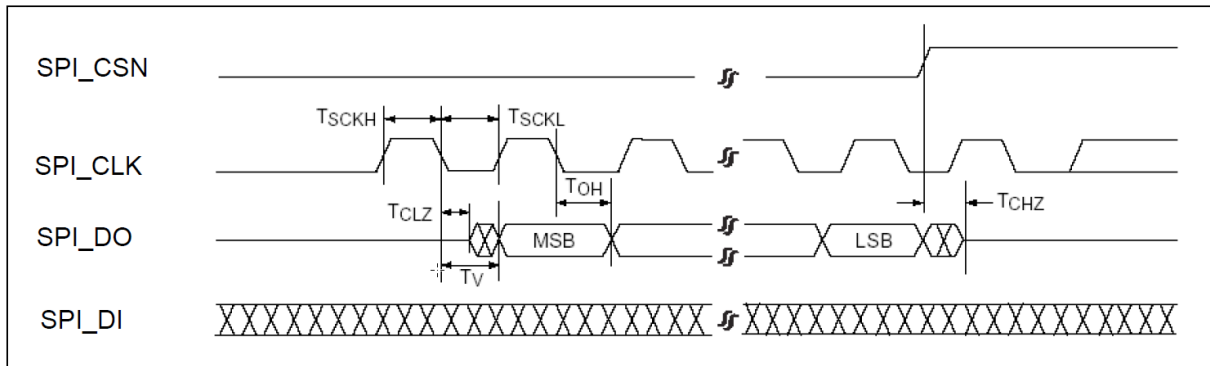 SPI_CSN
TSCKH
TSCKL
SPI_CLK
TOH
TCLZ
TCHZ
SPI_DO
MSB
LSB
TV
SPI_DI